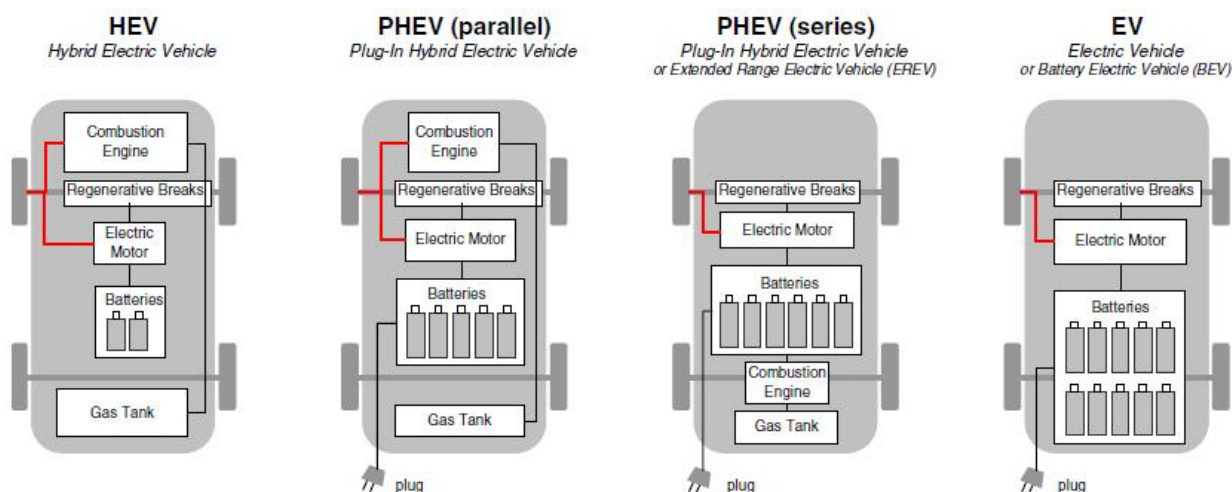 HEV
Hybrid Electric Vehicle
Combustion
Engine
Regenerative Breaks
Electric
Motor
Batteries
Gas Tank
PHEV (parallel)
Plug-In Hybrid Electric Vehicle
Combustion
Engine
Regenerative Breaks
Electric Motor
Batteries
Gas Tank
plug
PHEV (series)
Plug-In Hybrid Electric Vehicle
or Extended Range Electric Vehicle (EREV)
Regenerative Breaks
Electric Motor
Batteries
Combustion
Engine
Gas Tank
plug
EV
Electric Vehicle
or Battery Electric Vehicle (BEV)
Regenerative Breaks
Electric Motor
Batteries
plug